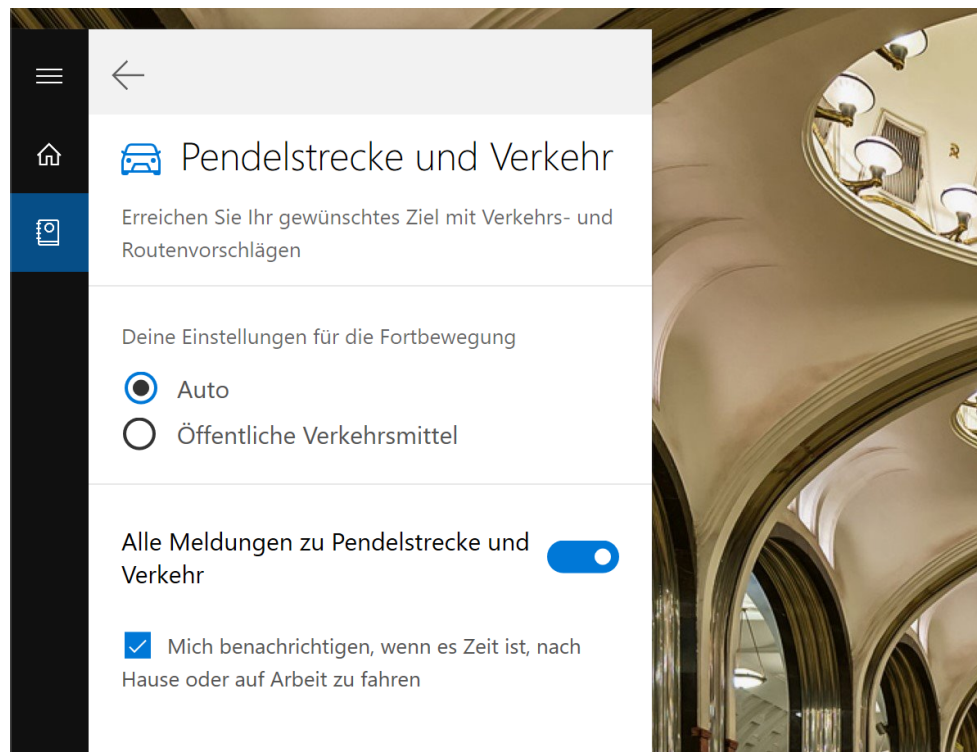 Pendelstrecke und Verkehr
Erreichen Sie Ihr gewünschtes Ziel mit Verkehrs- und
Routenvorschlägen
Deine Einstellungen für die Fortbewegung
Auto
Öffentliche Verkehrsmittel
Alle Meldungen zu Pendelstrecke und
Verkehr
Mich benachrichtigen, wenn es Zeit ist, nach
Hause oder auf Arbeit zu fahren